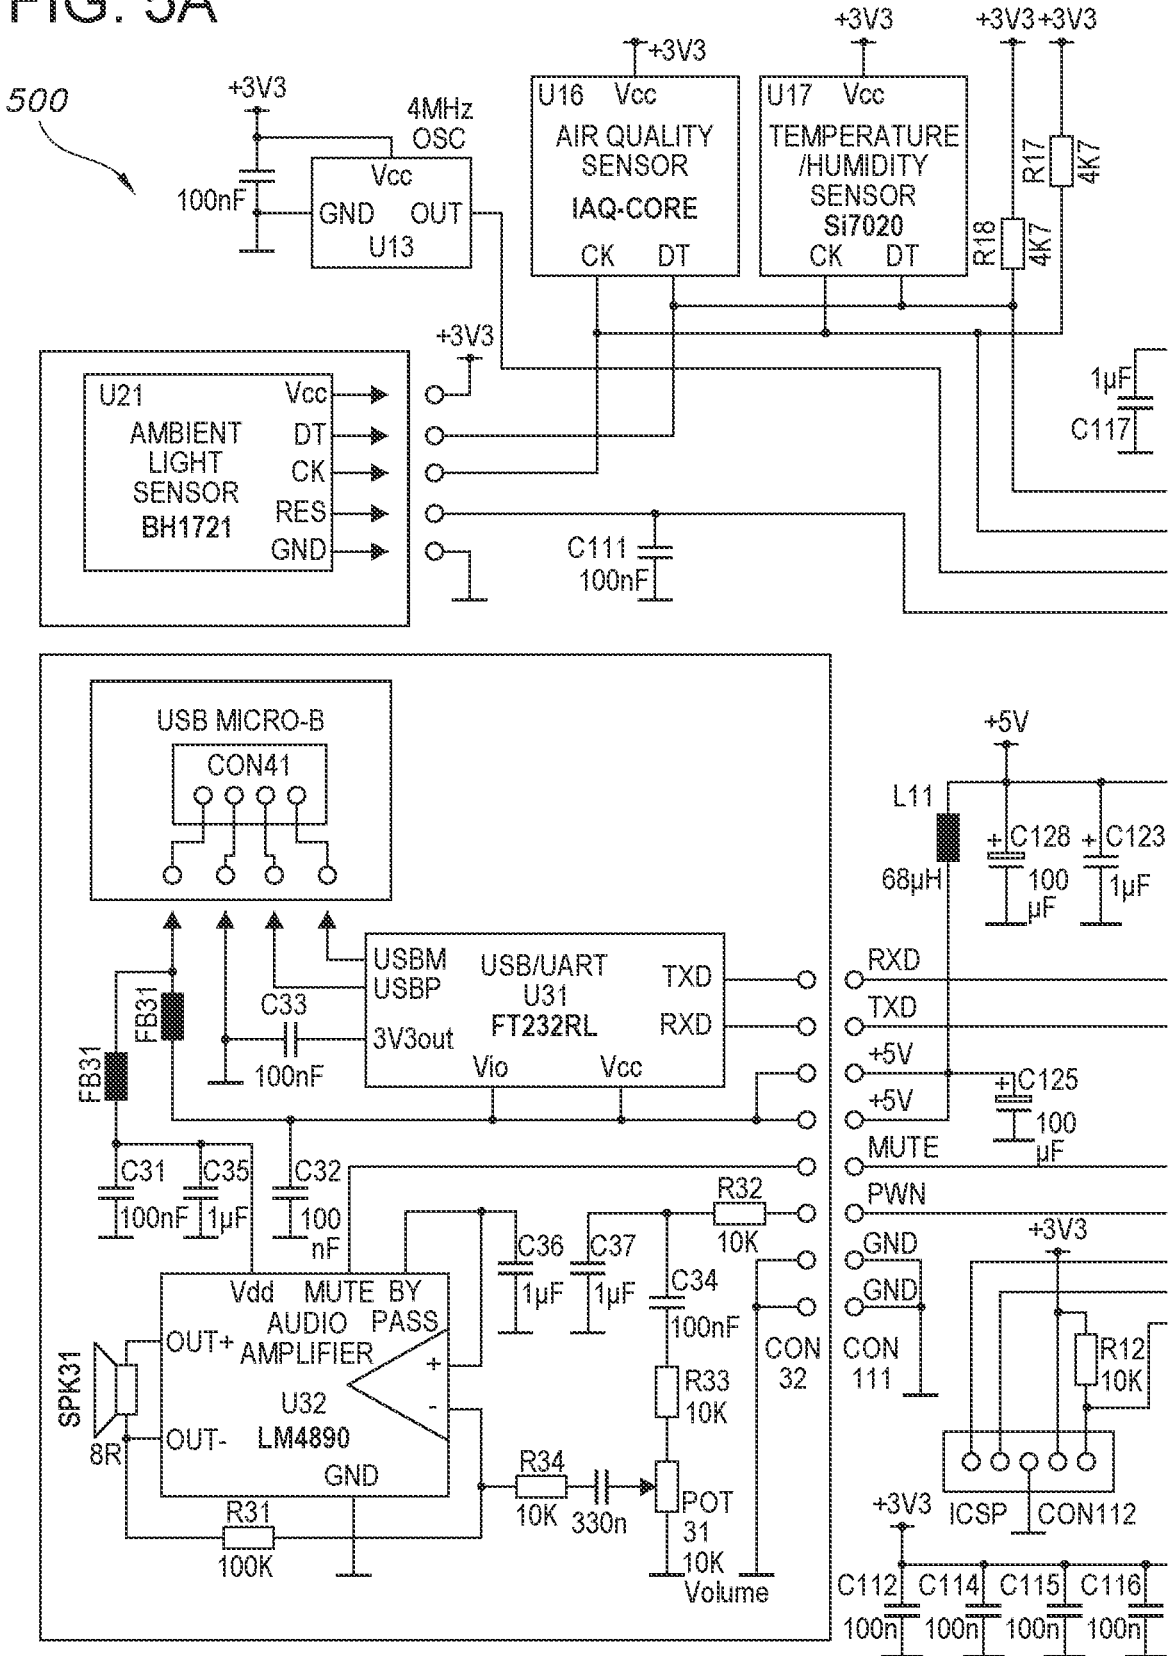 FIG. 5A
500
+3V3
4MHz
OSC
100nF
Vcc
GND OUT
U13
+3V3
U16 Vcc
AIR QUALITY
SENSOR
IAQ-CORE
CK DT
+3V3
U17 Vcc
TEMPERATURE
/HUMIDITY
SENSOR
Si7020
CK DT
+3V3 +3V3
R17
4K7
R18
4K7
U21
AMBIENT
LIGHT
SENSOR
BH1721
Vcc
DT
CK
RES
GND
+3V3
C111
100nF
1µF
C117
USB MICRO-B
CON41
USBM
USBP
3V3out
USB/UART
U31
FT232RL
TXD
RXD
Vio Vcc
FB31
FB31
C33
100nF
C31
100nF
C35
1µF
C32
100
nF
+5V
L11
68µH
+ C128
100
µF
+ C123
1µF
RXD
TXD
+5V
+5V
MUTE
PWN
GND
GND
+ C125
100
µF
R32
10K
C36
1µF
C37
1µF
C34
100nF
CON
32
CON
111
Vdd MUTE BY
PASS
AUDIO
AMPLIFIER
OUT+
OUT-
U32
LM4890
GND
+
-
SPK31
8R
R31
100K
R33
10K
R34
10K
330n
POT
31
10K
Volume
+3V3
R12
10K
ICSP CON112
+3V3
C112 C114 C115 C116
100n 100n 100n 100n